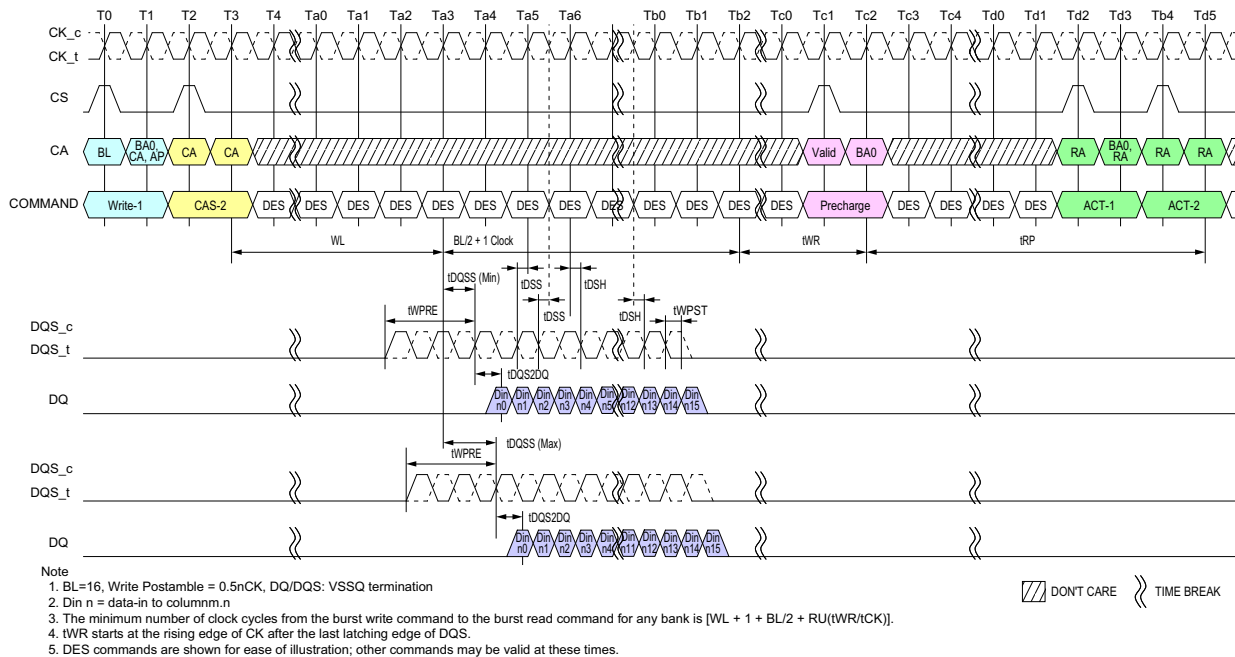 T0 T1 T2 T3 T4 Ta0 Ta1 Ta2 Ta3 Ta4 Ta5 Ta6 Tb0 Tb1 Tb2 Tc0 Tc1 Tc2 Tc3 Tc4 Td0 Td1 Td2 Td3 Tb4 Td5
CK_c
CK_t
CS
CA BL BA0, CA, AP CA CA Valid BA0 RA BA0, RA RA RA
COMMAND Write-1 CAS-2 DES DES DES DES DES DES DES DES DES DES DES DES DES Precharge DES DES DES DES ACT-1 ACT-2
WL BL/2 + 1 Clock tWR tRP
tDQSS (Min) tDSS tDSH
tWPRE tDSS tDSH tWPST
DQS_c
DQS_t
tDQS2DQ
DQ Din n0 Din n1 Din n2 Din n3 Din n4 Din n5 Din n12 Din n13 Din n14 Din n15
tDQSS (Max)
tWPRE
DQS_c
DQS_t
tDQS2DQ
DQ Din n0 Din n1 Din n2 Din n3 Din n4 Din n11 Din n12 Din n13 Din n14 Din n15
Note
1. BL=16, Write Postamble = 0.5nCK, DQ/DQS: VSSQ termination
2. Din n = data-in to columnm.n
3. The minimum number of clock cycles from the burst write command to the burst read command for any bank is [WL + 1 + BL/2 + RU(tWR/tCK)].
4. tWR starts at the rising edge of CK after the last latching edge of DQS.
5. DES commands are shown for ease of illustration; other commands may be valid at these times.
DON'T CARE TIME BREAK